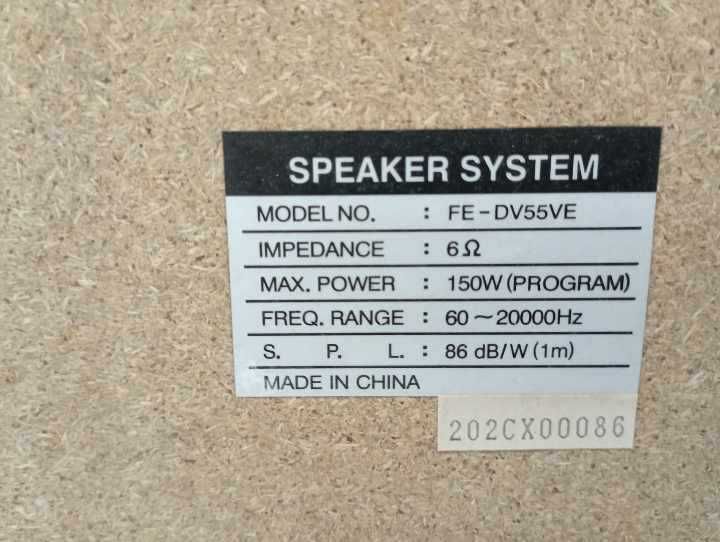 SPEAKER SYSTEM
MODEL NO. : FE-DV55VE
IMPEDANCE : 6Ω
MAX. POWER : 150W (PROGRAM)
FREQ. RANGE : 60~20000Hz
S. P. L. : 86 dB/W (1m)
MADE IN CHINA
202CX00086